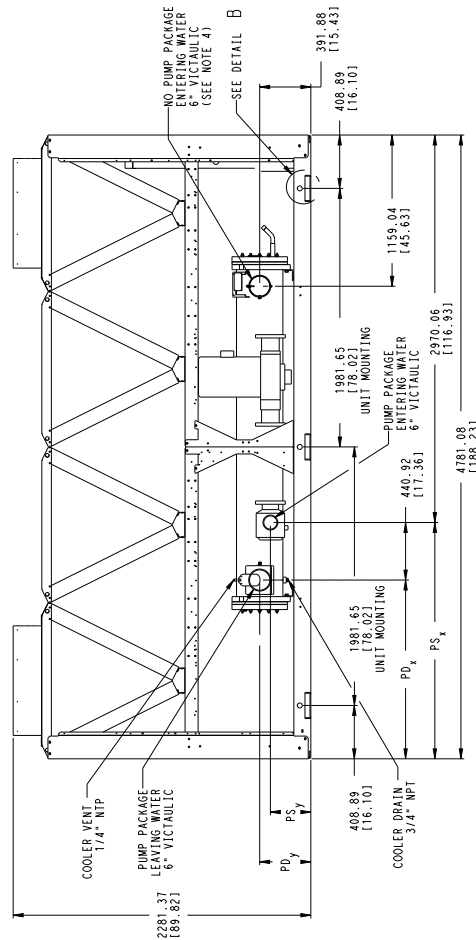 2281.37
[89.82]
COOLER VENT
1/4" NTP
PUMP PACKAGE
LEAVING WATER
6" VICTAULIC
PD y
PS y
408.89
[16.10]
COOLER DRAIN
3/4" NPT
1981.65
[78.02]
UNIT MOUNTING
PD x
PS x
440.92
[17.36]
PUMP PACKAGE
ENTERING WATER
6" VICTAULIC
1981.65
[78.02]
UNIT MOUNTING
2970.06
[116.93]
4781.08
[188.23]
1159.04
[45.63]
NO PUMP PACKAGE
ENTERING WATER
6" VICTAULIC
(SEE NOTE 4)
SEE DETAIL B
391.88
[15.43]
408.89
[16.10]